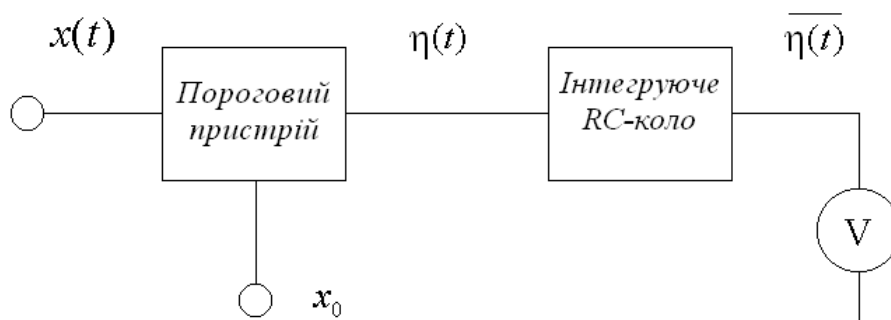 x(t)
η(t)
η(t)
Пороговий
пристрій
Інтегруюче
RC-коло
V
x₀